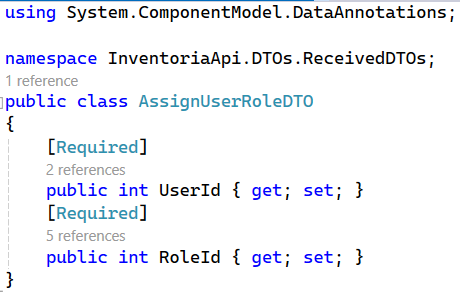 using System.ComponentModel.DataAnnotations;
namespace InventoriaApi.DTOs.ReceivedDTOs;
1 reference
public class AssignUserRoleDTO
{
[Required]
2 references
public int UserId { get; set; }
[Required]
5 references
public int RoleId { get; set; }
}